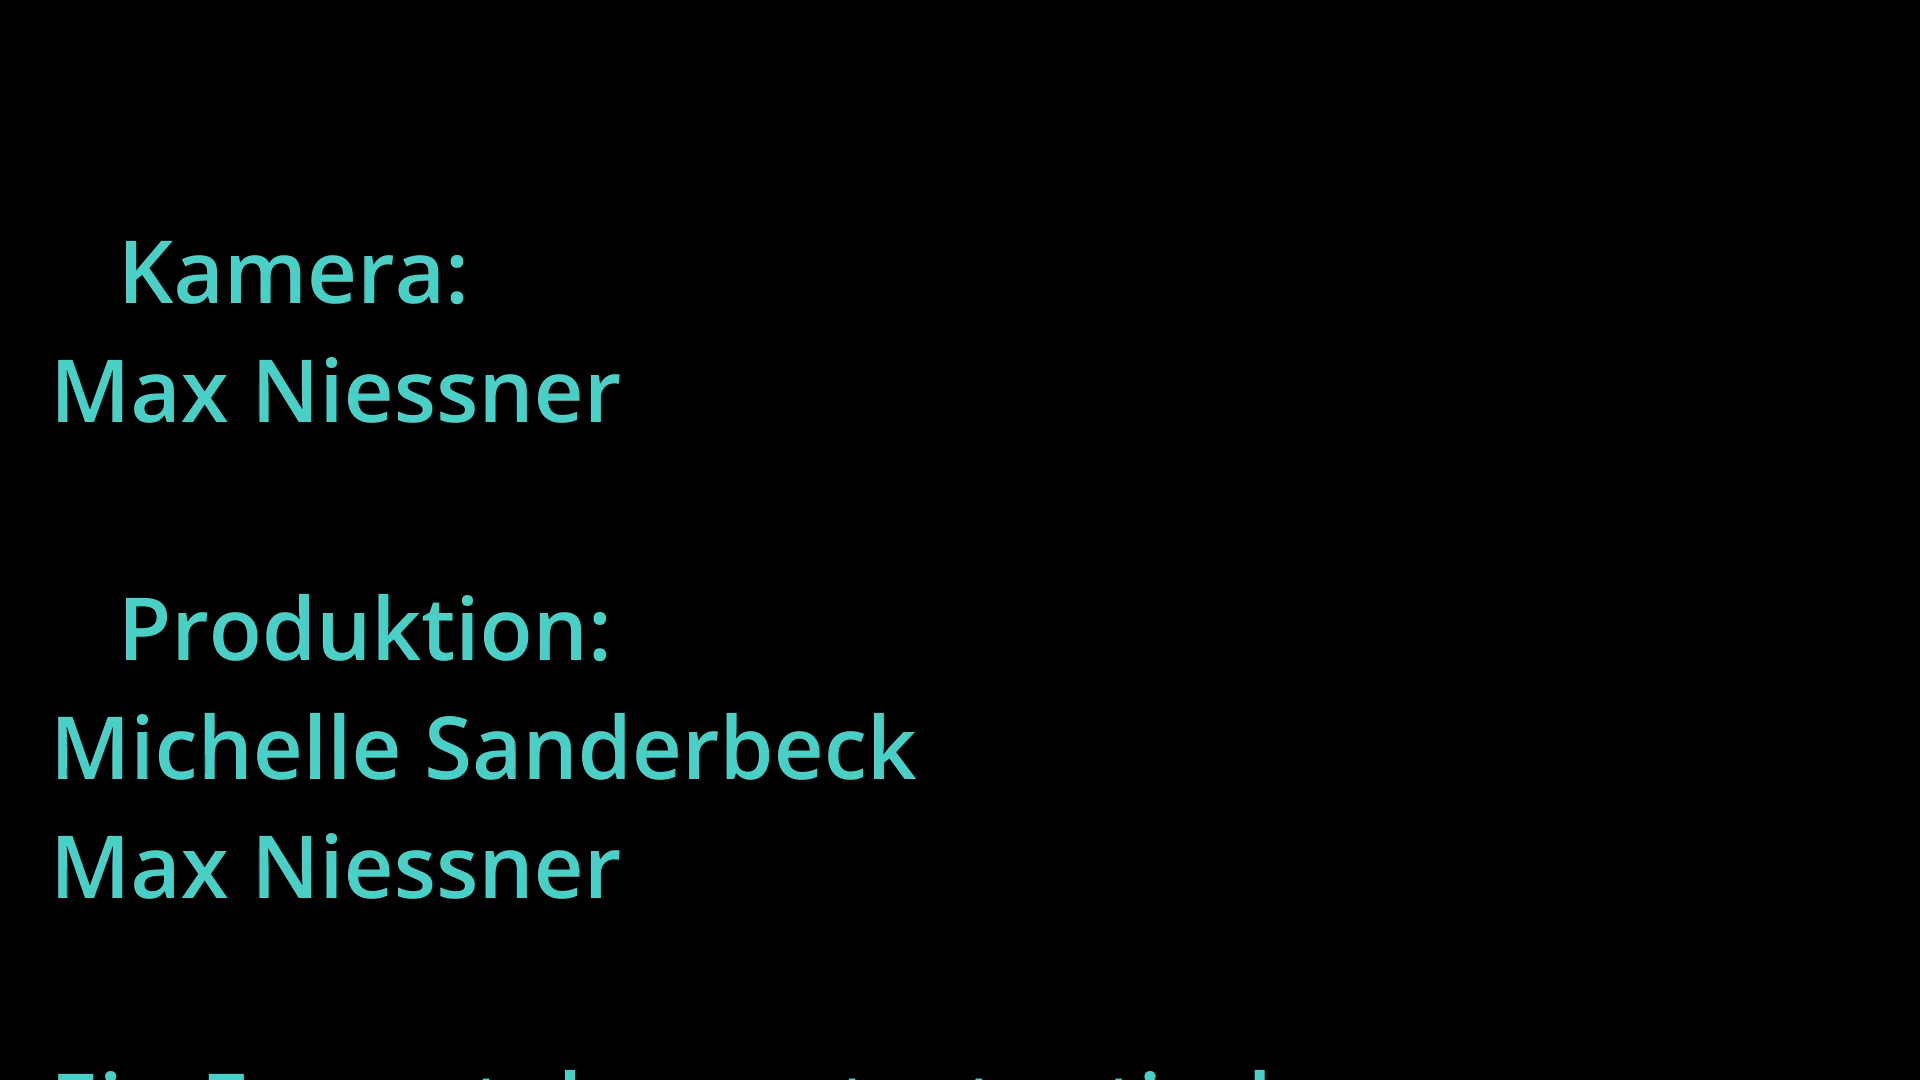 Kamera:
Max Niessner
Produktion:
Michelle Sanderbeck
Max Niessner